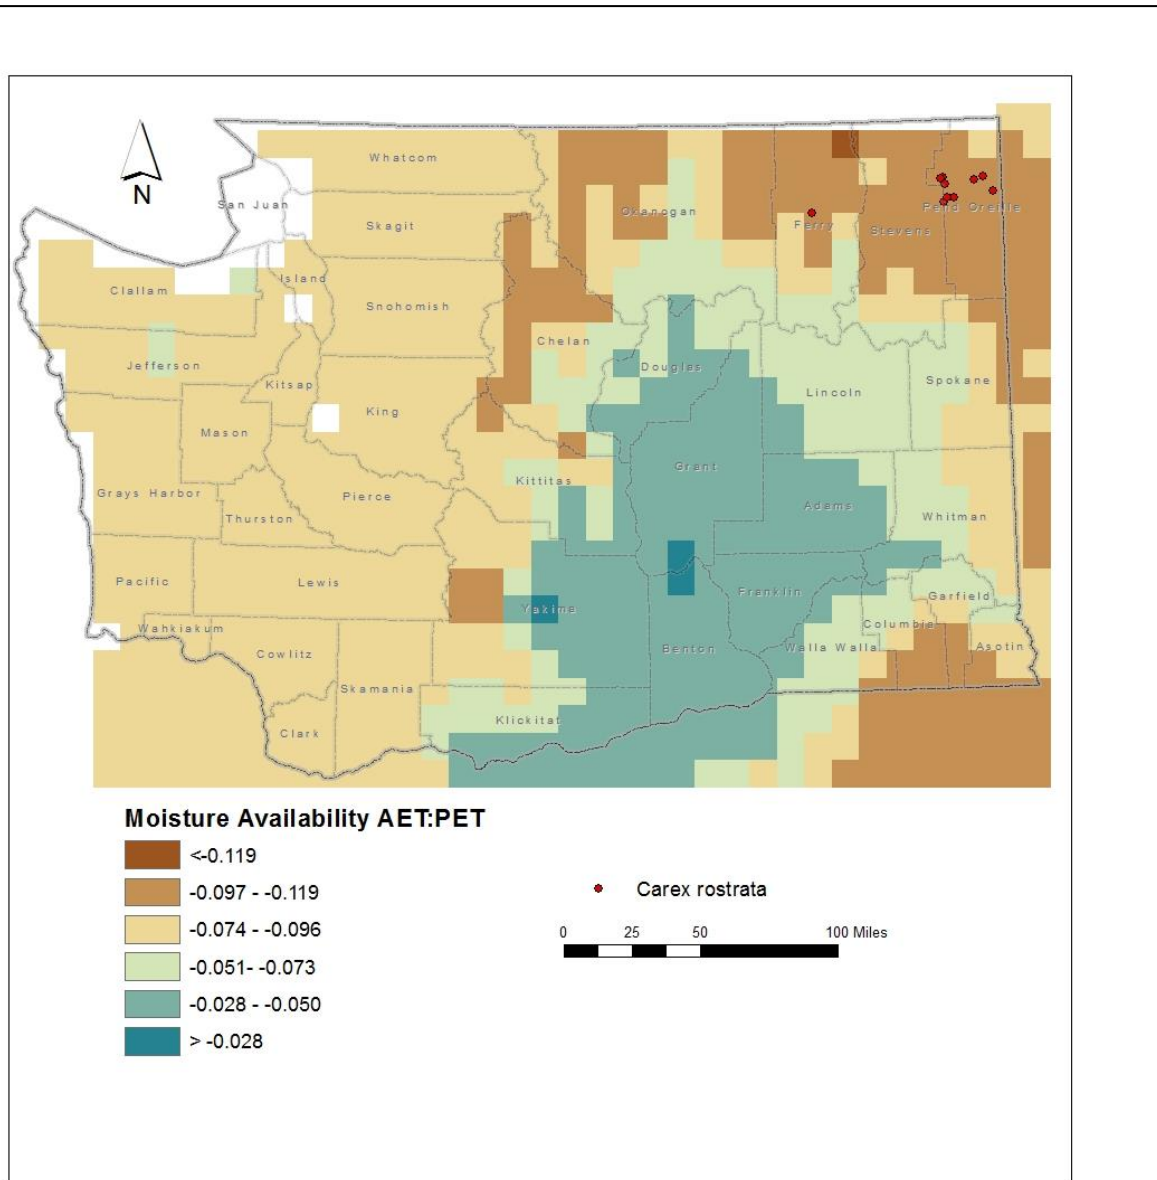 Whatcom
San Juan
Skagit
Okanogan
Pend Oreille
Ferry
Stevens
N
Island
Clallam
Snohomish
Chelan
Jefferson
Douglas
Kitsap
Spokane
Lincoln
King
Mason
Grant
Kittitas
Grays Harbor
Pierce
Adams
Thurston
Whitman
Pacific
Lewis
Franklin
Garfield
Yakima
Wahkiakum
Columbia
Cowlitz
Benton
Walla Walla
Asotin
Skamania
Klickitat
Clark
Moisture Availability AET:PET
<-0.119
-0.097 - -0.119
-0.074 - -0.096
-0.051- -0.073
-0.028 - -0.050
> -0.028
Carex rostrata
0 25 50 100 Miles